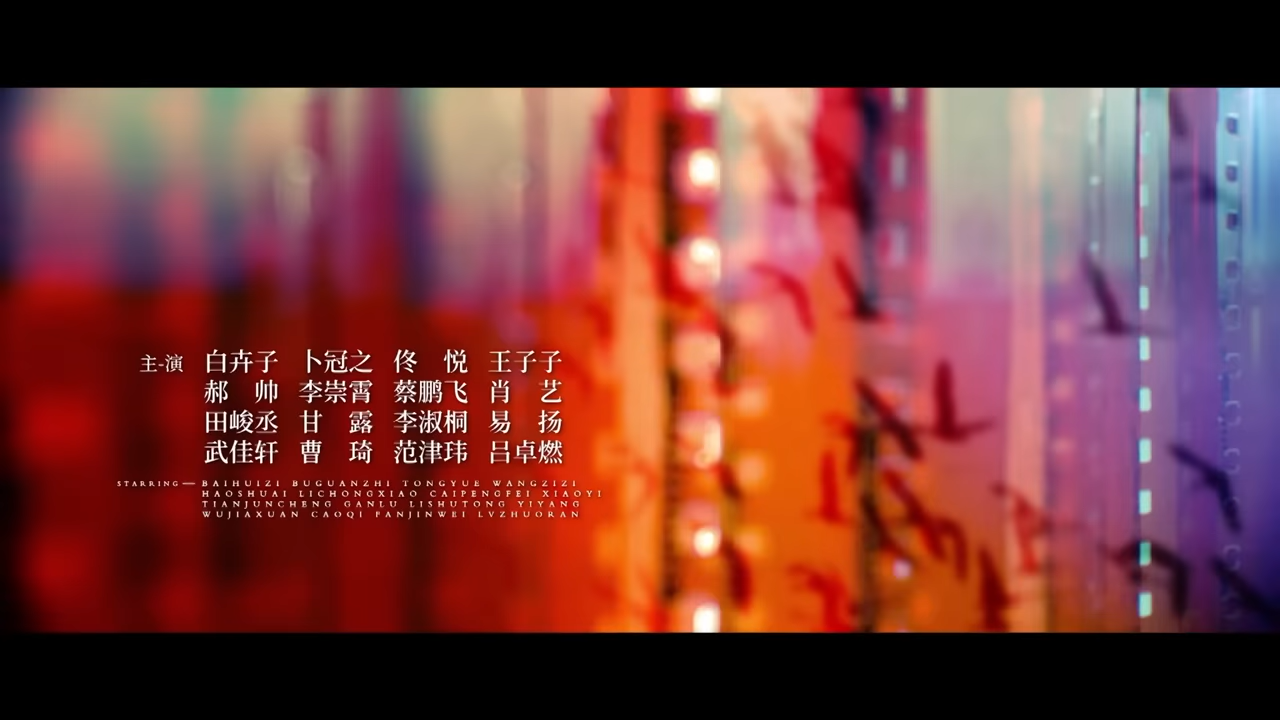 主-演 白卉子 卜冠之 佟 悦 王子子
郝 帅 李崇霄 蔡鹏飞 肖 艺
田峻丞 甘 露 李淑桐 易 扬
武佳轩 曹 琦 范津玮 吕卓燃
STARRING — BAIHUIZI BUGUANZHI TONGYUE WANGZIZI
HAOSHUAI LICHONGXIAO CAIPENGFEI XIAOYI
TIANJUNCHENG GANLU LISHUTONG YIYANG
WUJIAXUAN CAOQI FANJINWEI LVZHUORAN